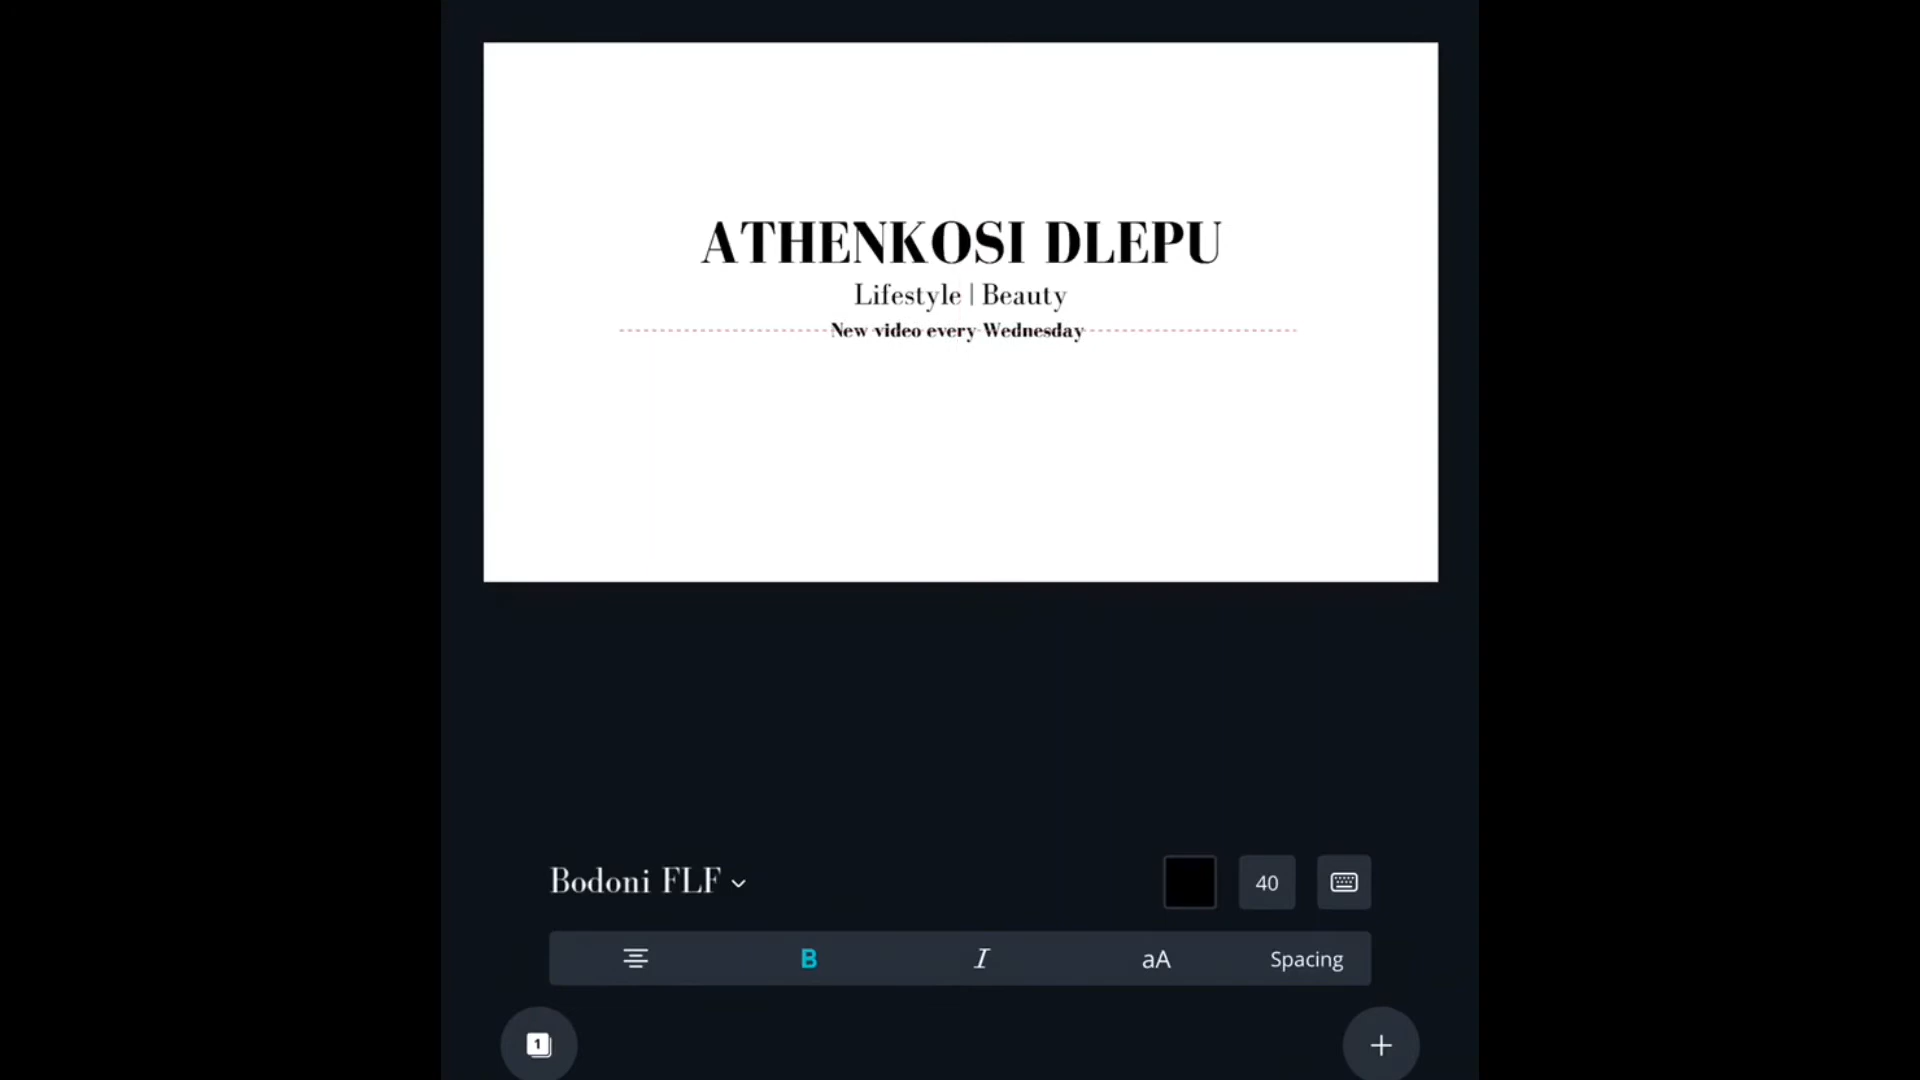 ATHENKOSI DLEPU
Lifestyle | Beauty
New video every Wednesday
Bodoni FLF
40
B I aA Spacing
1